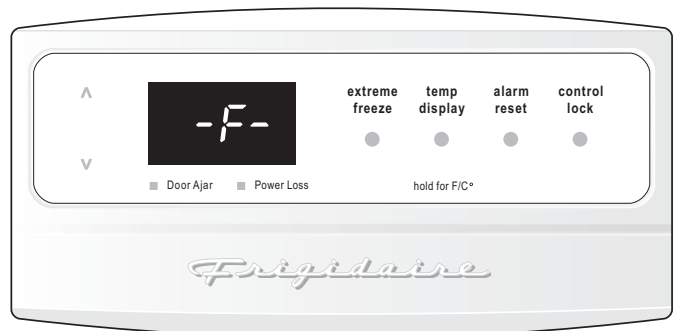 extreme freeze
temp display
alarm reset
control lock
-F-
Door Ajar
Power Loss
hold for F/C°
Frigidaire